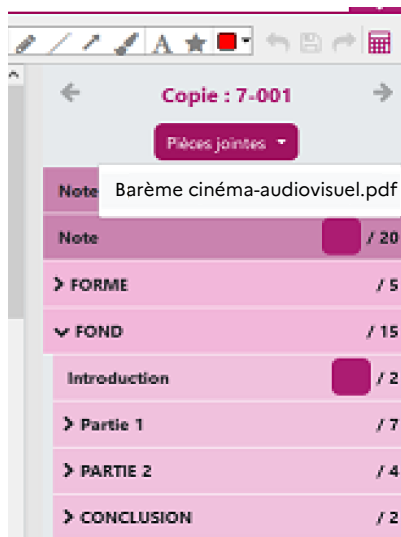 A
Copie : 7-001
Pièces jointes
Note
Barème cinéma-audiovisuel.pdf
Note / 20
FORME / 5
FOND / 15
Introduction / 2
Partie 1 / 7
PARTIE 2 / 4
CONCLUSION / 2